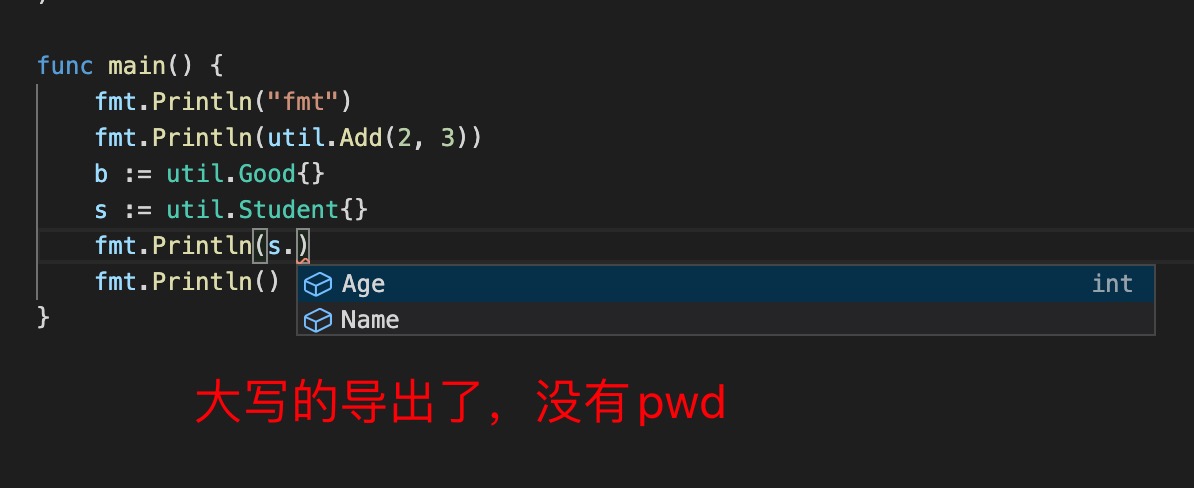 func main() {
fmt.Println("fmt")
fmt.Println(util.Add(2, 3))
b := util.Good{}
s := util.Student{}
fmt.Println(s.)
fmt.Println()
Age int
Name
}
大写的导出了，没有pwd